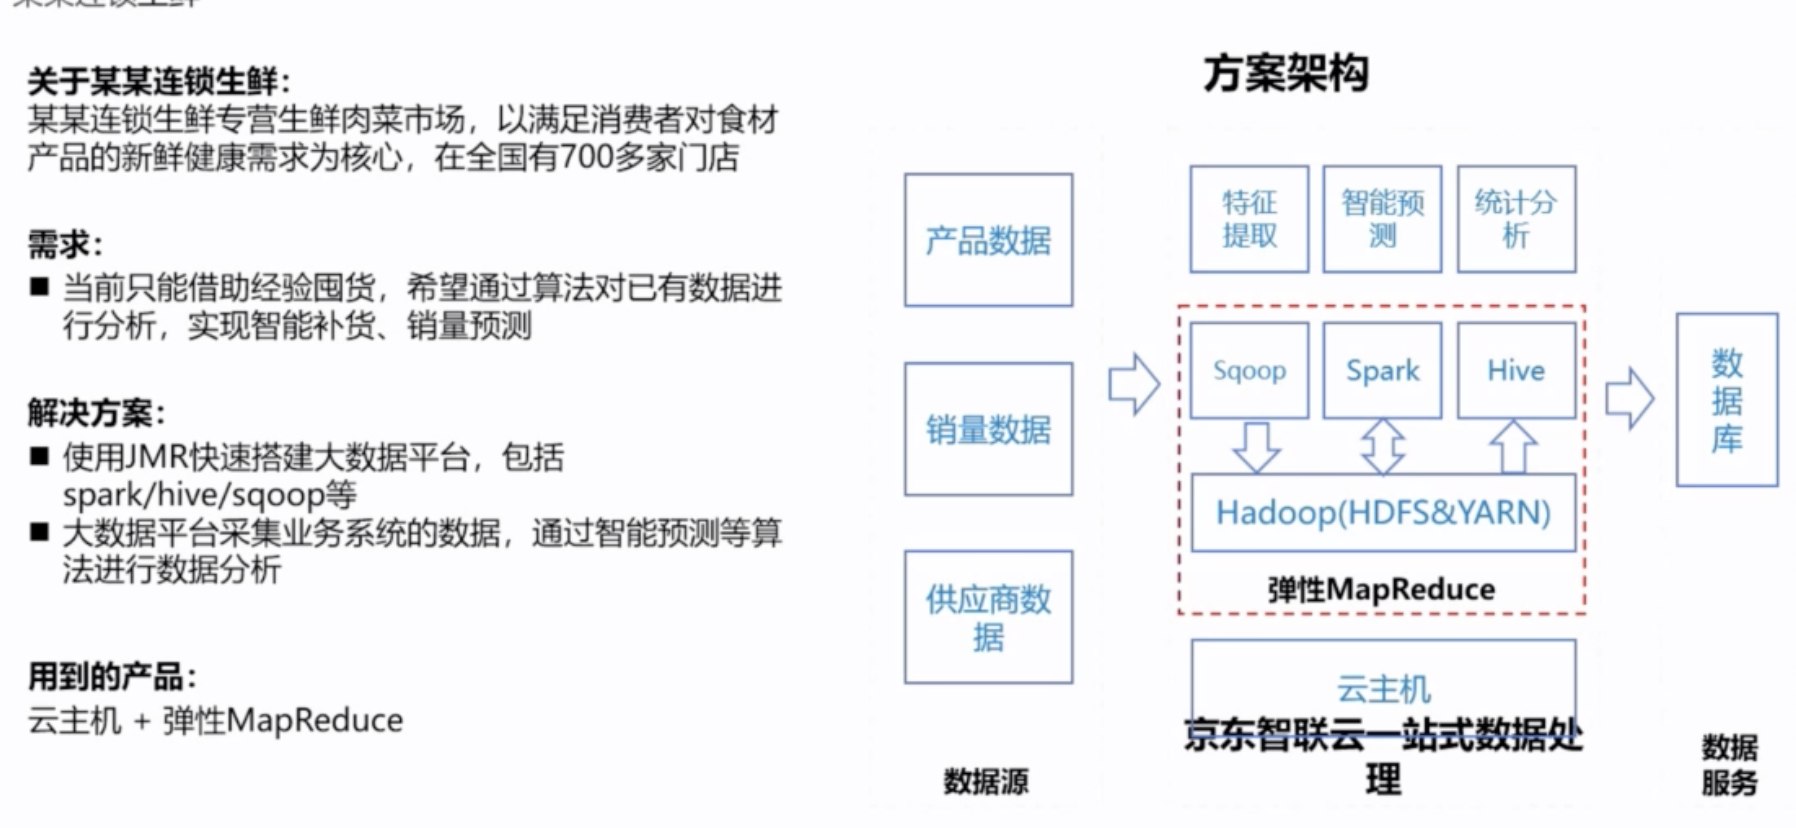 某某连锁生鲜
关于某某连锁生鲜：
某某连锁生鲜专营生鲜肉菜市场，以满足消费者对食材
产品的新鲜健康需求为核心，在全国有700多家门店
需求：
■ 当前只能借助经验囤货，希望通过算法对已有数据进
行分析，实现智能补货、销量预测
解决方案：
■ 使用JMR快速搭建大数据平台，包括
spark/hive/sqoop等
■ 大数据平台采集业务系统的数据，通过智能预测等算
法进行数据分析
用到的产品：
云主机 + 弹性MapReduce
方案架构
产品数据
销量数据
供应商数
据
数据源
特征
提取
智能预
测
统计分
析
Sqoop
Spark
Hive
Hadoop(HDFS&YARN)
弹性MapReduce
云主机
京东智联云一站式数据处
理
数
据
库
数据
服务